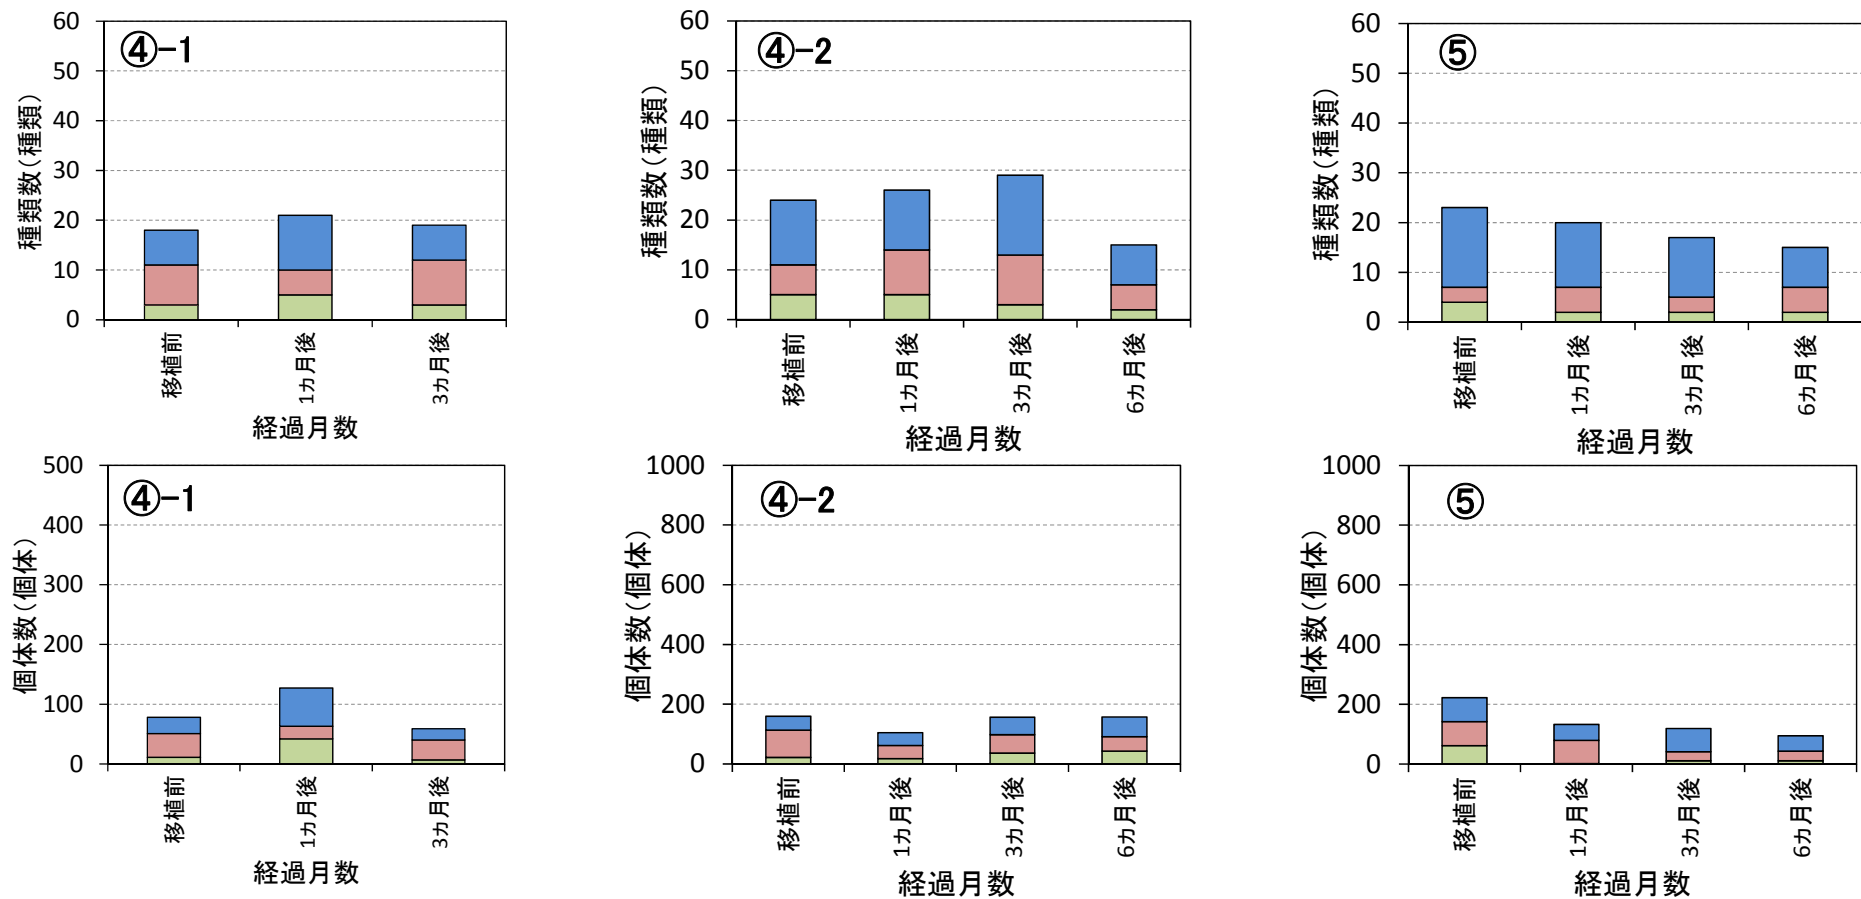 ④-1
60
50
40
30
20
10
0
種類数(種類)
移植前
1カ月後
3カ月後
経過月数
④-2
60
50
40
30
20
10
0
種類数(種類)
移植前
1カ月後
3カ月後
6カ月後
経過月数
⑤
60
50
40
30
20
10
0
種類数(種類)
移植前
1カ月後
3カ月後
6カ月後
経過月数
④-1
500
400
300
200
100
0
個体数(個体)
移植前
1カ月後
3カ月後
経過月数
④-2
1000
800
600
400
200
0
個体数(個体)
移植前
1カ月後
3カ月後
6カ月後
経過月数
⑤
1000
800
600
400
200
0
個体数(個体)
移植前
1カ月後
3カ月後
6カ月後
経過月数